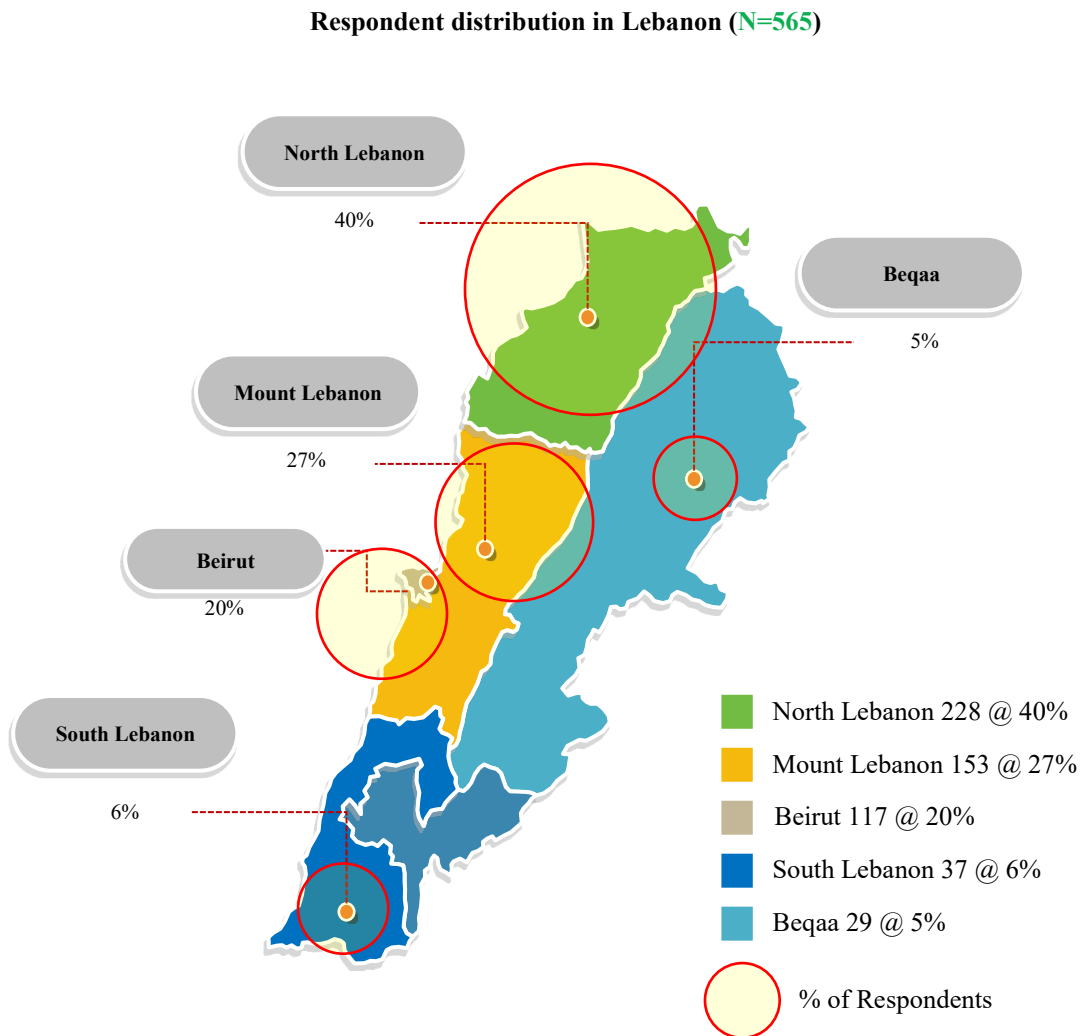 Respondent distribution in Lebanon (N=565)
North Lebanon
40%
Beqaa
5%
Mount Lebanon
27%
Beirut
20%
South Lebanon
6%
North Lebanon 228 @ 40%
Mount Lebanon 153 @ 27%
Beirut 117 @ 20%
South Lebanon 37 @ 6%
Beqaa 29 @ 5%
% of Respondents